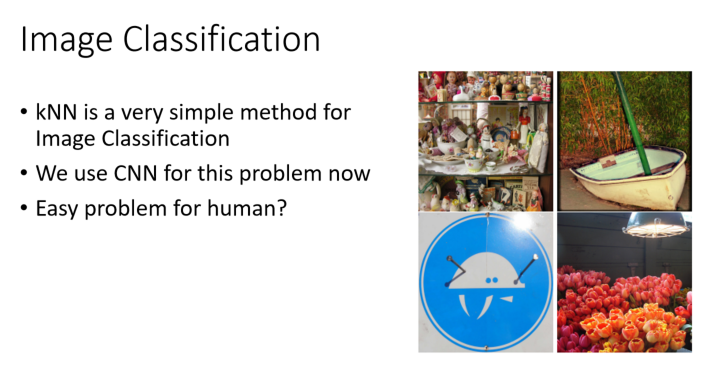 Image Classification
• kNN is a very simple method for
Image Classification
• We use CNN for this problem now
• Easy problem for human?